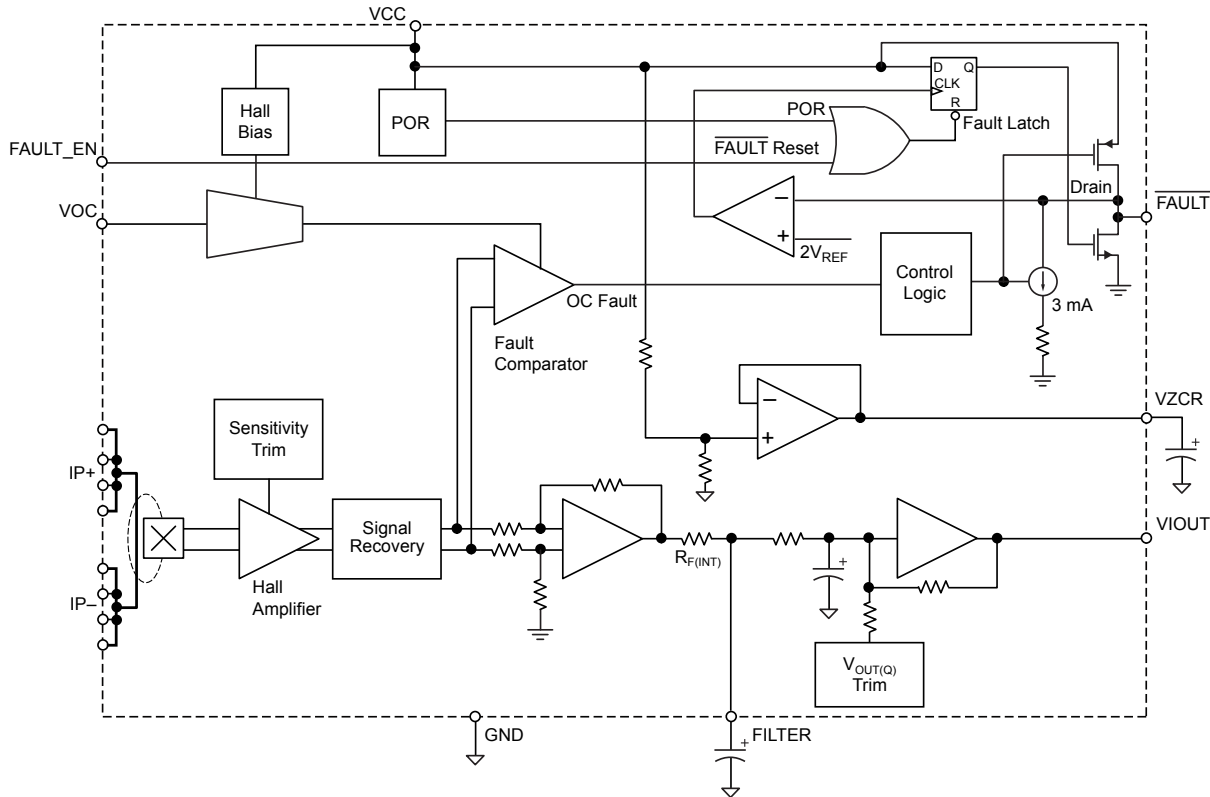 VCC
D Q
CLK
R
Hall
Bias
POR
POR
Fault Latch
FAULT_EN
FAULT Reset
Drain
VOC
FAULT
−
+
2VREF
Control
Logic
OC Fault
3 mA
Fault
Comparator
−
+
VZCR
+
Sensitivity
Trim
IP+
Signal
Recovery
VIOUT
RF(INT)
+
Hall
Amplifier
IP–
VOUT(Q)
Trim
GND
FILTER
+